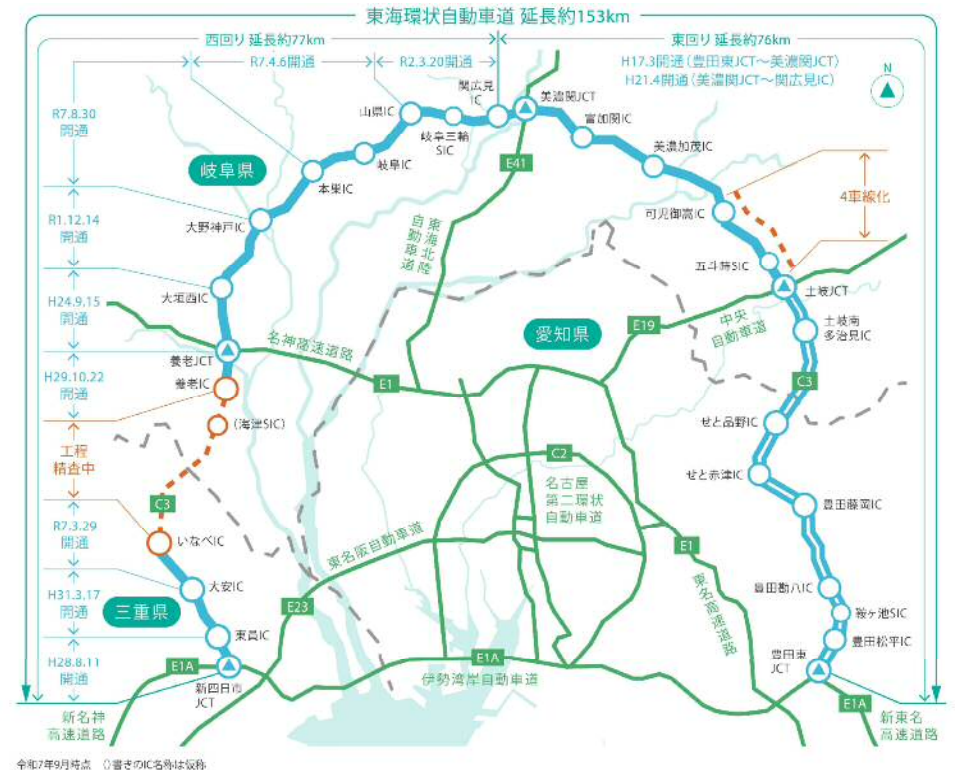 東海環状自動車道 延長約153km
西回り 延長約77km
東回り 延長約76km
R7.4.6開通
R2.3.20開通
H17.3開通（豊田東JCT～美濃関JCT）
H21.4開通（美濃関JCT～関広見IC）
N
R7.8.30
開通
R1.12.14
開通
H24.9.15
開通
H29.10.22
開通
工程
精査中
R7.3.29
開通
H31.3.17
開通
H28.8.11
開通
岐阜県
愛知県
三重県
関広見
IC
美濃関JCT
山県IC
岐阜三輪
SIC
富加関IC
岐阜IC
美濃加茂IC
本巣IC
E41
4車線化
大野神戸IC
可児御嵩IC
東海北陸
自動車道
五斗蒔SIC
大垣西IC
土岐JCT
名神高速道路
E19
中央
自動車道
土岐南
多治見IC
養老JCT
E1
C3
養老IC
（海津SIC）
せと品野IC
C2
せと赤津IC
名古屋
第二環状
自動車道
C3
豊田藤岡IC
いなべIC
東名阪自動車道
E1
大安IC
豊田勘八IC
東名高速道路
E23
鞍ヶ池SIC
東員IC
豊田松平IC
豊田東
JCT
E1A
E1A
伊勢湾岸自動車道
新四日市
JCT
E1A
新名神
高速道路
新東名
高速道路
令和7年9月時点 （）書きのIC名称は仮称